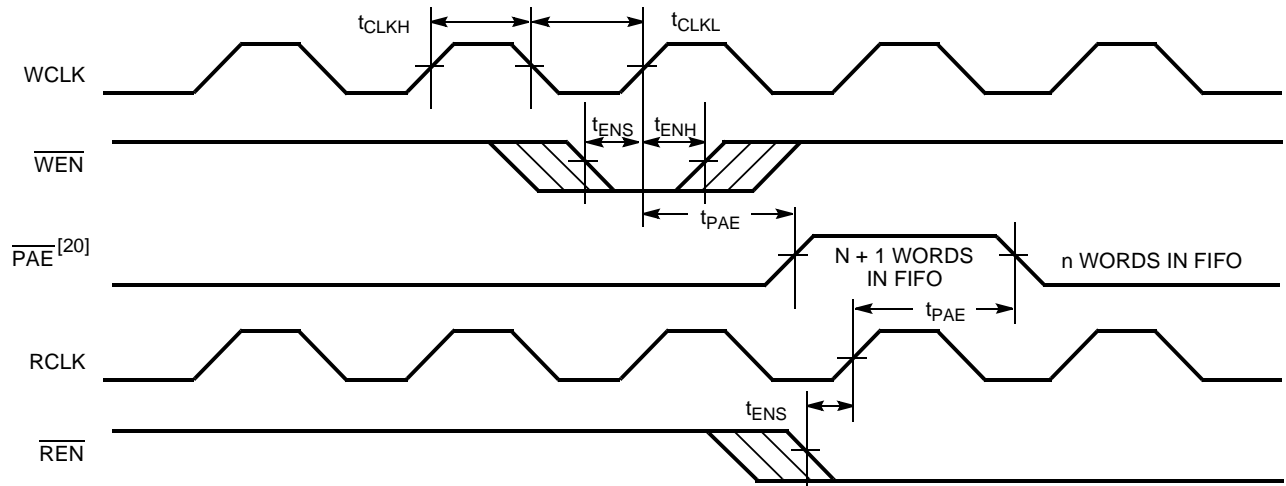 tCLKH
tCLKL
WCLK
tENS
tENH
WEN
tPAE
PAE[20]
N + 1 WORDS
IN FIFO
n WORDS IN FIFO
tPAE
RCLK
tENS
REN